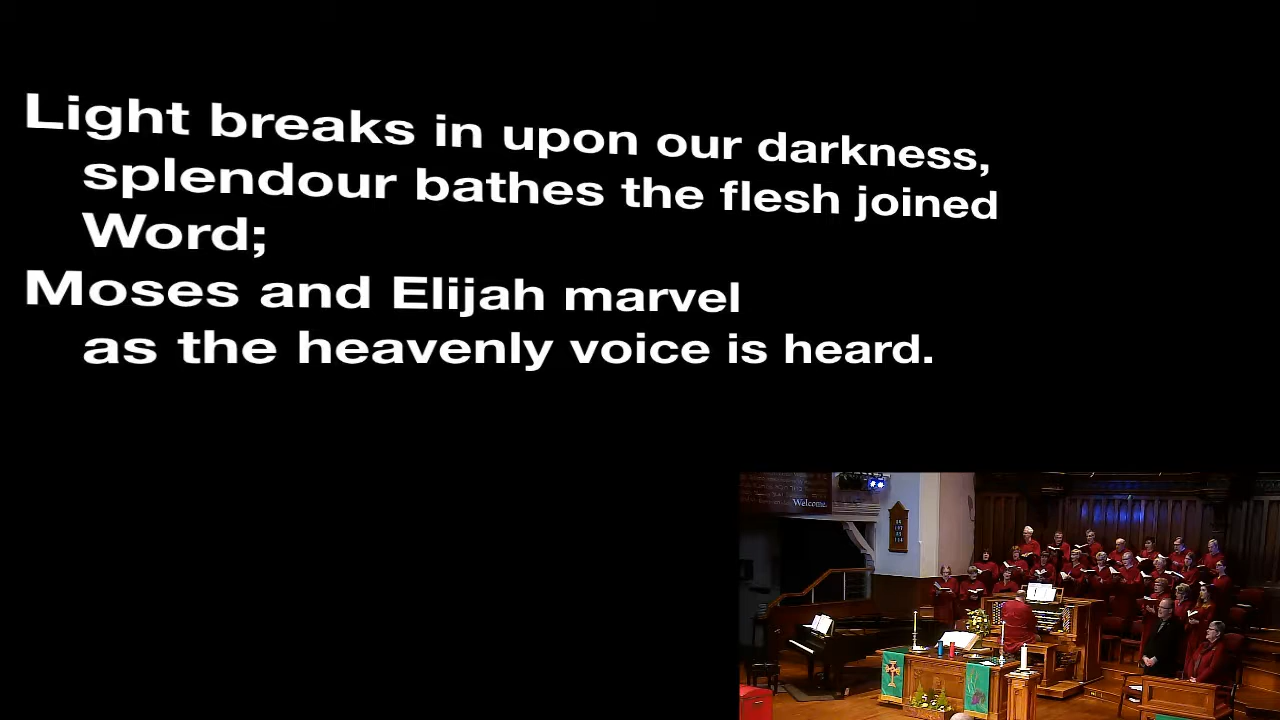 Light breaks in upon our darkness,
splendour bathes the flesh joined
Word;
Moses and Elijah marvel
as the heavenly voice is heard.
Welcome